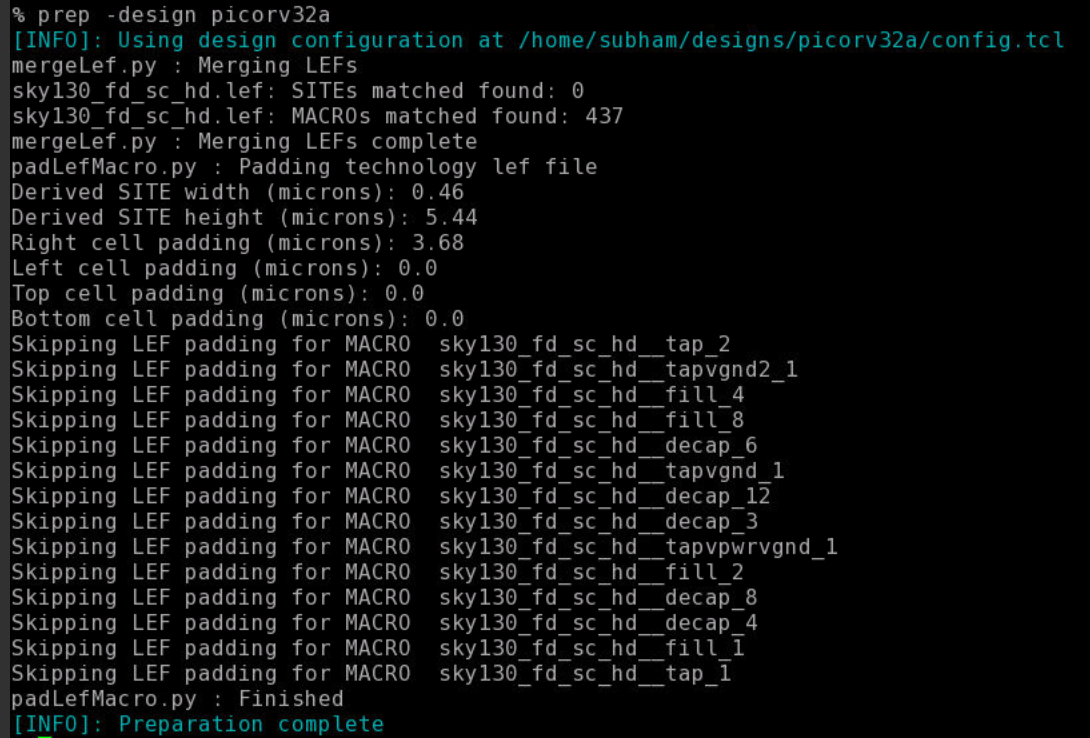 % prep -design picorv32a
[INFO]: Using design configuration at /home/subham/designs/picorv32a/config.tcl
mergeLef.py : Merging LEFs
sky130_fd_sc_hd.lef: SITEs matched found: 0
sky130_fd_sc_hd.lef: MACROs matched found: 437
mergeLef.py : Merging LEFs complete
padLefMacro.py : Padding technology lef file
Derived SITE width (microns): 0.46
Derived SITE height (microns): 5.44
Right cell padding (microns): 3.68
Left cell padding (microns): 0.0
Top cell padding (microns): 0.0
Bottom cell padding (microns): 0.0
Skipping LEF padding for MACRO  sky130_fd_sc_hd__tap_2
Skipping LEF padding for MACRO  sky130_fd_sc_hd__tapvgnd2_1
Skipping LEF padding for MACRO  sky130_fd_sc_hd__fill_4
Skipping LEF padding for MACRO  sky130_fd_sc_hd__fill_8
Skipping LEF padding for MACRO  sky130_fd_sc_hd__decap_6
Skipping LEF padding for MACRO  sky130_fd_sc_hd__tapvgnd_1
Skipping LEF padding for MACRO  sky130_fd_sc_hd__decap_12
Skipping LEF padding for MACRO  sky130_fd_sc_hd__decap_3
Skipping LEF padding for MACRO  sky130_fd_sc_hd__tapvpwrvgnd_1
Skipping LEF padding for MACRO  sky130_fd_sc_hd__fill_2
Skipping LEF padding for MACRO  sky130_fd_sc_hd__decap_8
Skipping LEF padding for MACRO  sky130_fd_sc_hd__decap_4
Skipping LEF padding for MACRO  sky130_fd_sc_hd__fill_1
Skipping LEF padding for MACRO  sky130_fd_sc_hd__tap_1
padLefMacro.py : Finished
[INFO]: Preparation complete